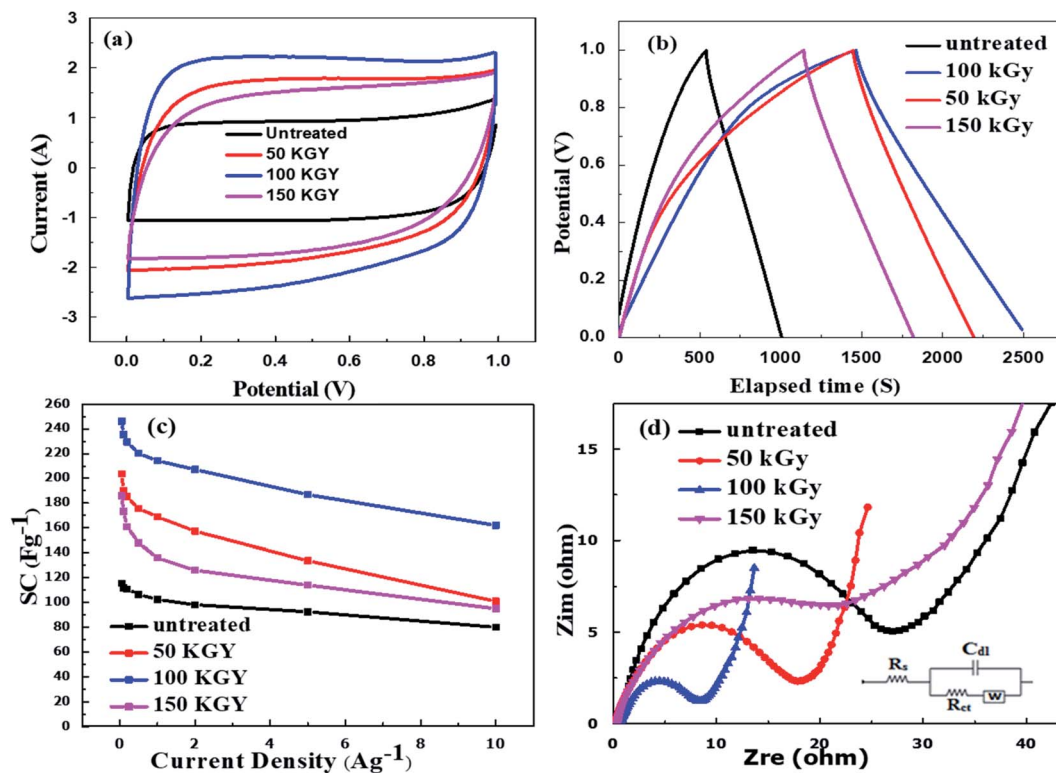 (a)
Current (A)
3
2
1
0
-1
-2
-3
Untreated
50 KGY
100 KGY
150 KGY
0.0 0.2 0.4 0.6 0.8 1.0
Potential (V)
(b)
Potential (V)
1.0
0.8
0.6
0.4
0.2
0.0
untreated
100 kGy
50 kGy
150 kGy
0 500 1000 1500 2000 2500
Elapsed time (S)
(c)
SC (Fg-1)
260
240
220
200
180
160
140
120
100
80
60
40
20
0
untreated
50 KGY
100 KGY
150 KGY
0 2 4 6 8 10
Current Density (Ag-1)
(d)
Zim (ohm)
15
10
5
0
untreated
50 kGy
100 kGy
150 kGy
Cdl
Rs
Rct
W
0 10 20 30 40
Zre (ohm)